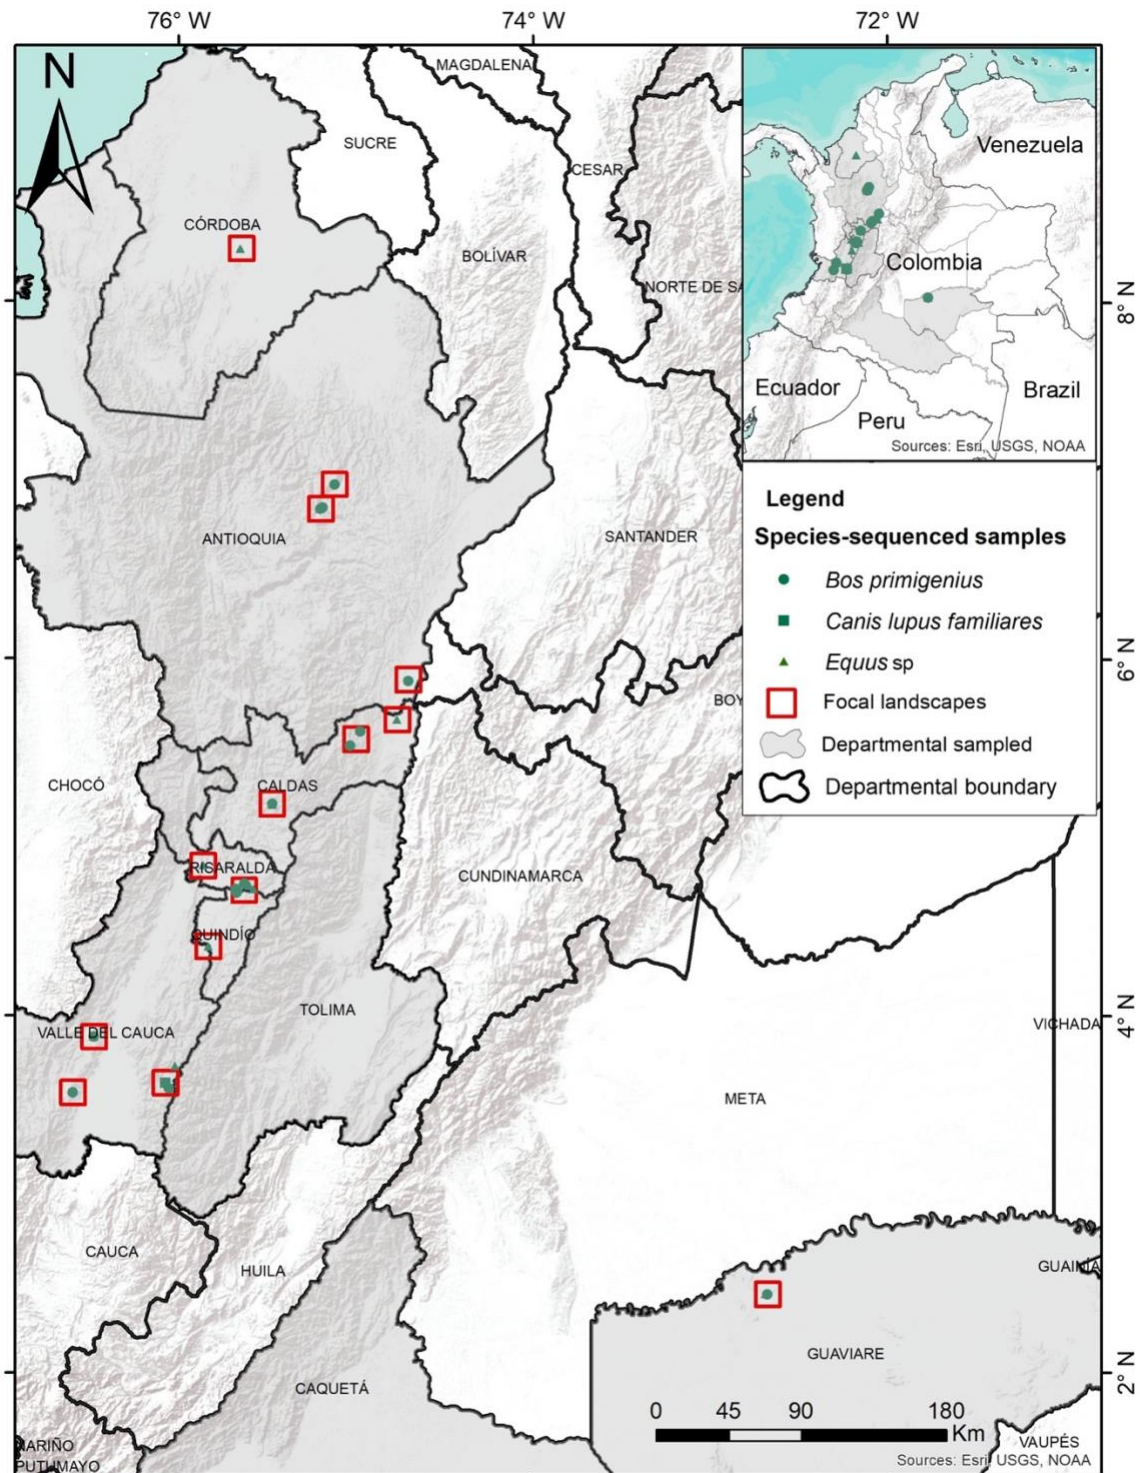 76° W 74° W 72° W
N
MAGDALENA
SUCRE
CESAR
CÓRDOBA
BOLÍVAR
NORTE DE SA
8° N
Venezuela
Colombia
Ecuador
Brazil
Peru
Sources: Esri, USGS, NOAA
ANTIOQUIA
SANTANDER
Legend
Species-sequenced samples
Bos primigenius
Canis lupus familiares
Equus sp
Focal landscapes
Departmental sampled
Departmental boundary
6° N
BOY
CHOCÓ
CALDAS
RISARALDA
CUNDINAMARCA
QUINDÍO
TOLIMA
VALLE DEL CAUCA
VICHADA
4° N
META
CAUCA
HUILA
GUAINÍA
GUAVIARE
CAQUETÁ
2° N
0 45 90 180
Km
NARIÑO
PUTUMAYO
VAUPÉS
Sources: Esri, USGS, NOAA